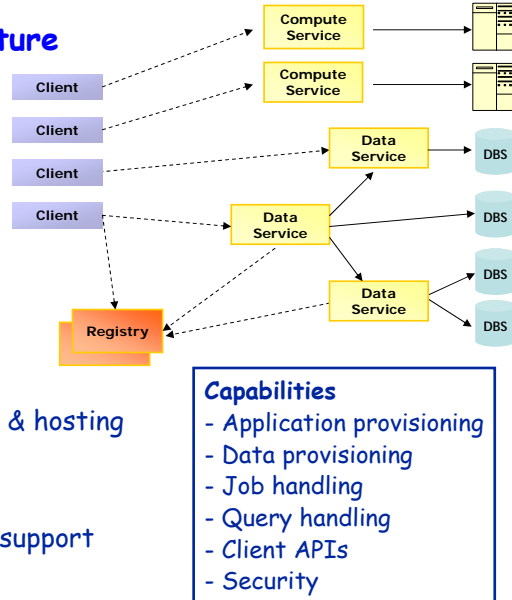 ture
Compute
Service
Compute
Service
Client
Client
Client
Client
Data
Service
DBS
Data
Service
DBS
Data
Service
DBS
DBS
Registry
& hosting
support
Capabilities
- Application provisioning
- Data provisioning
- Job handling
- Query handling
- Client APIs
- Security